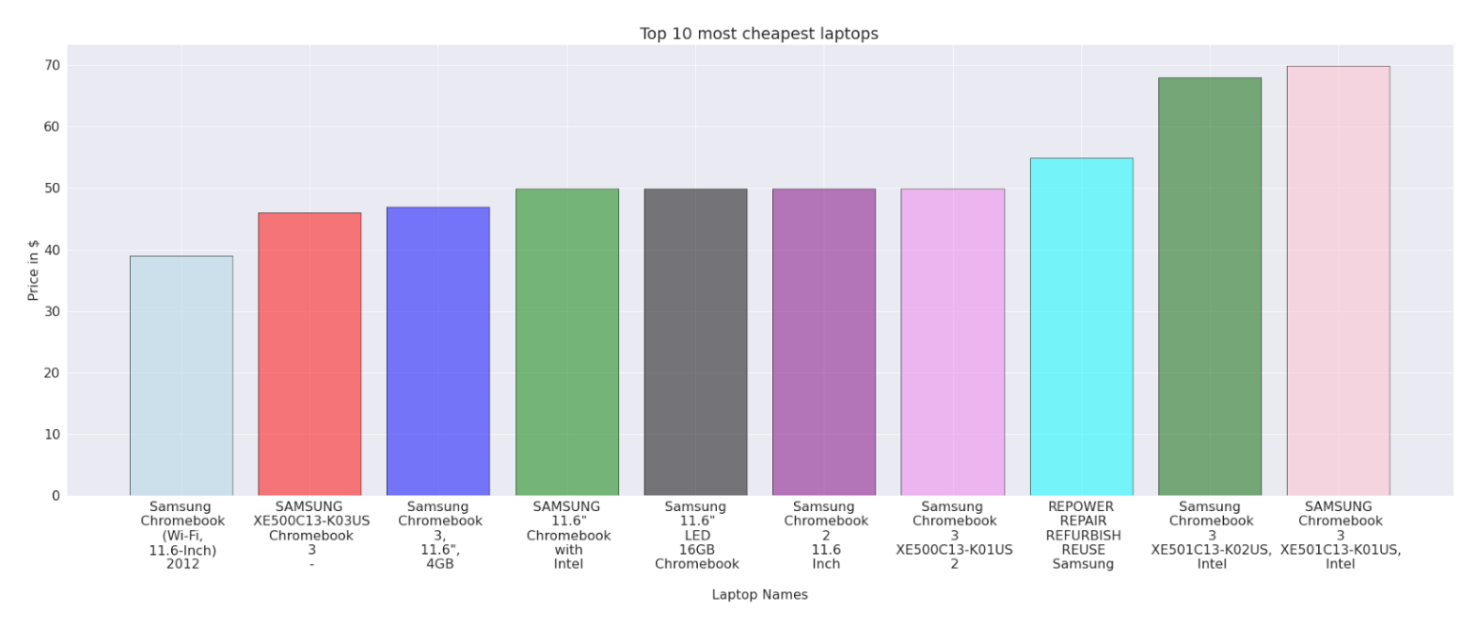 Top 10 most cheapest laptops
Price in $
70
60
50
40
30
20
10
0
Samsung
Chromebook
(Wi-Fi,
11.6-Inch)
2012
SAMSUNG
XE500C13-K03US
Chromebook
3
-
Samsung
Chromebook
3,
11.6",
4GB
SAMSUNG
11.6"
Chromebook
with
Intel
Samsung
11.6"
LED
16GB
Chromebook
Samsung
Chromebook
2
11.6
Inch
Samsung
Chromebook
3
XE500C13-K01US
2
REPOWER
REPAIR
REFURBISH
REUSE
Samsung
Samsung
Chromebook
3
XE501C13-K02US,
Intel
SAMSUNG
Chromebook
3
XE501C13-K01US,
Intel
Laptop Names